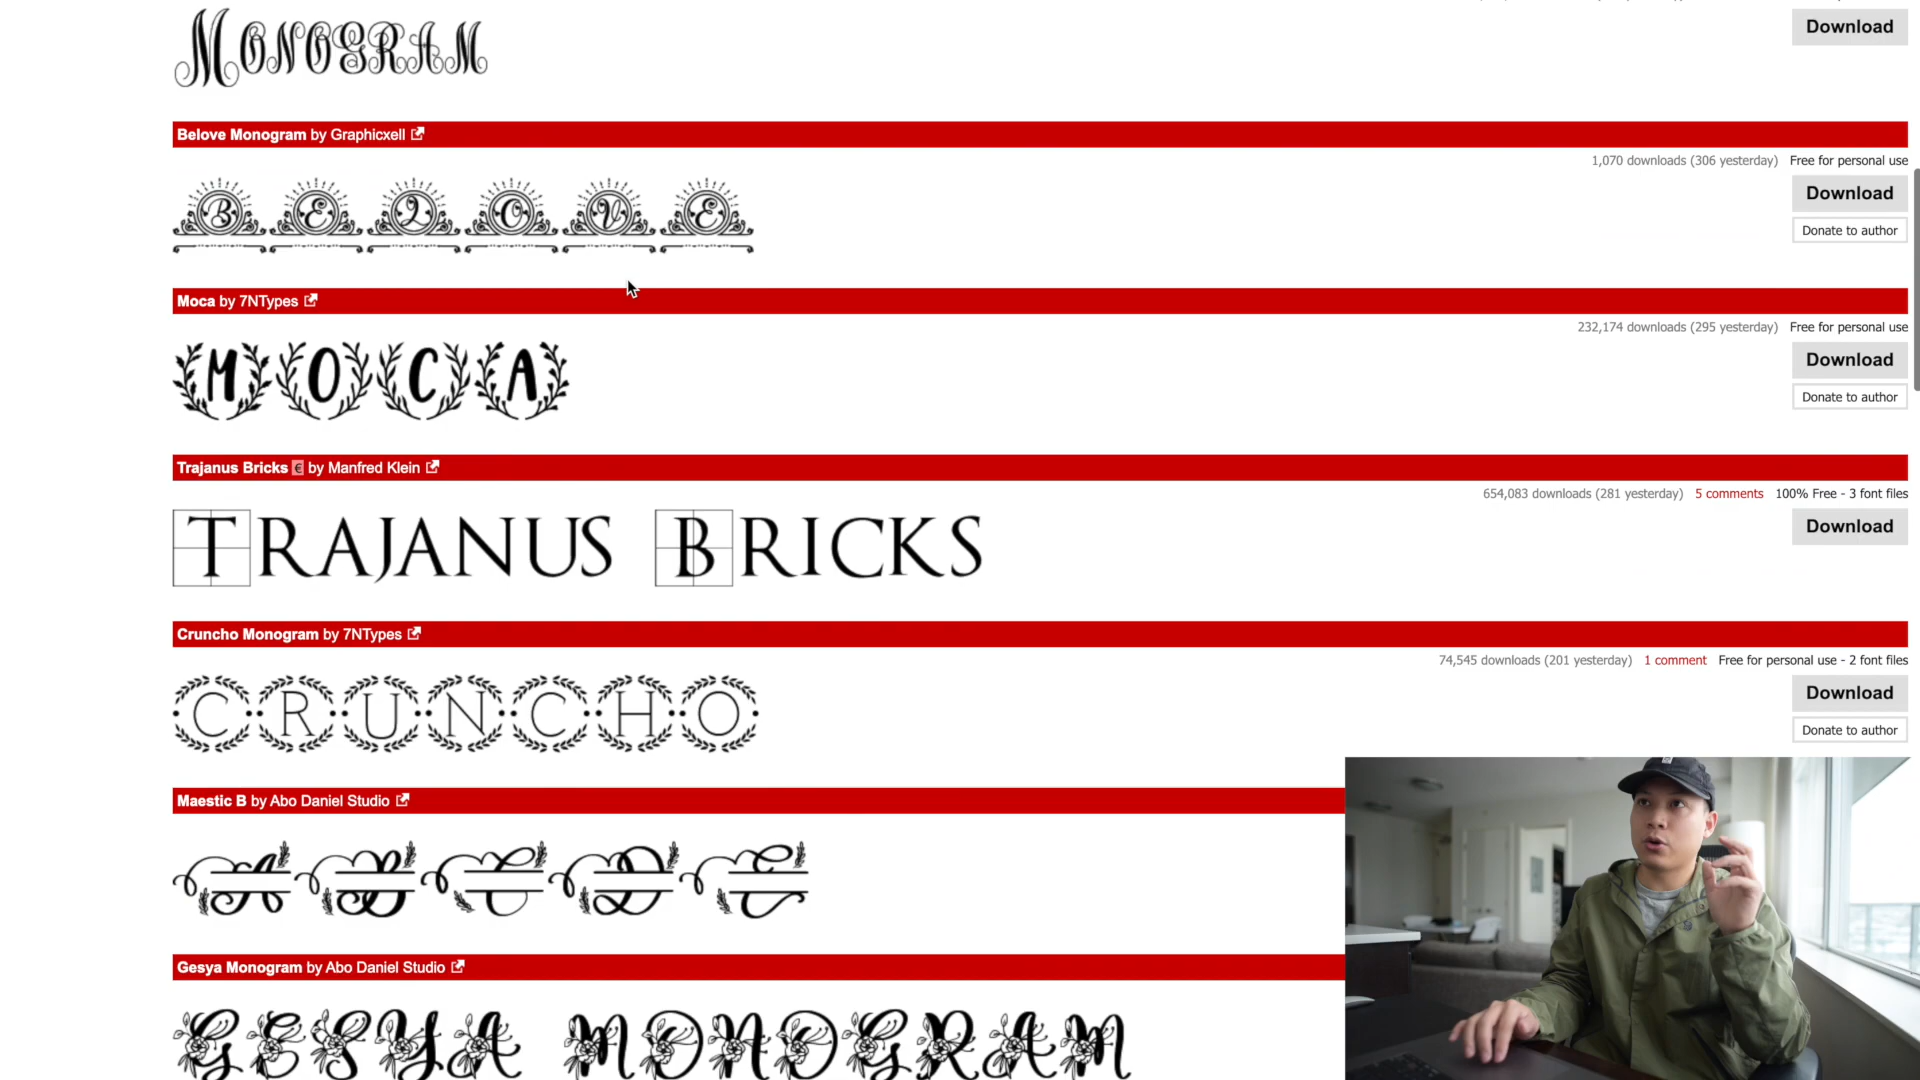 MONOGRAM
Download
Belove Monogram by Graphicxell
1,070 downloads (306 yesterday) Free for personal use
BELOVE
Download
Donate to author
Moca by 7NTypes
232,174 downloads (295 yesterday) Free for personal use
MOCA
Download
Donate to author
Trajanus Bricks € by Manfred Klein
654,083 downloads (281 yesterday) 5 comments 100% Free - 3 font files
TRAJANUS BRICKS
Download
Cruncho Monogram by 7NTypes
74,545 downloads (201 yesterday) 1 comment Free for personal use - 2 font files
CRUNCHO
Download
Donate to author
Maestic B by Abo Daniel Studio
A B C D E
Gesya Monogram by Abo Daniel Studio
GESYA MONOGRAM